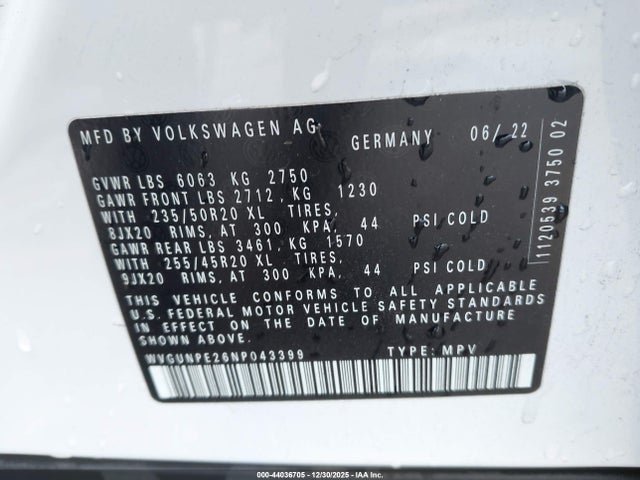 MFD BY VOLKSWAGEN AG GERMANY 06/22
GVWR LBS 6063 KG 2750
GAWR FRONT LBS 2712, KG 1230
WITH 235/50R20 XL TIRES,
8JX20 RIMS, AT 300 KPA, 44 PSI COLD
GAWR REAR LBS 3461, KG 1570
WITH 255/45R20 XL TIRES,
9JX20 RIMS, AT 300 KPA, 44 PSI COLD
THIS VEHICLE CONFORMS TO ALL APPLICABLE
U.S. FEDERAL MOTOR VEHICLE SAFETY STANDARDS
IN EFFECT ON THE DATE OF MANUFACTURE
SHOWN ABOVE.
WVGUNPE26NP043399 TYPE: MPV
1120539 3750 02
000-44036705 - 12/30/2025 - IAA Inc.